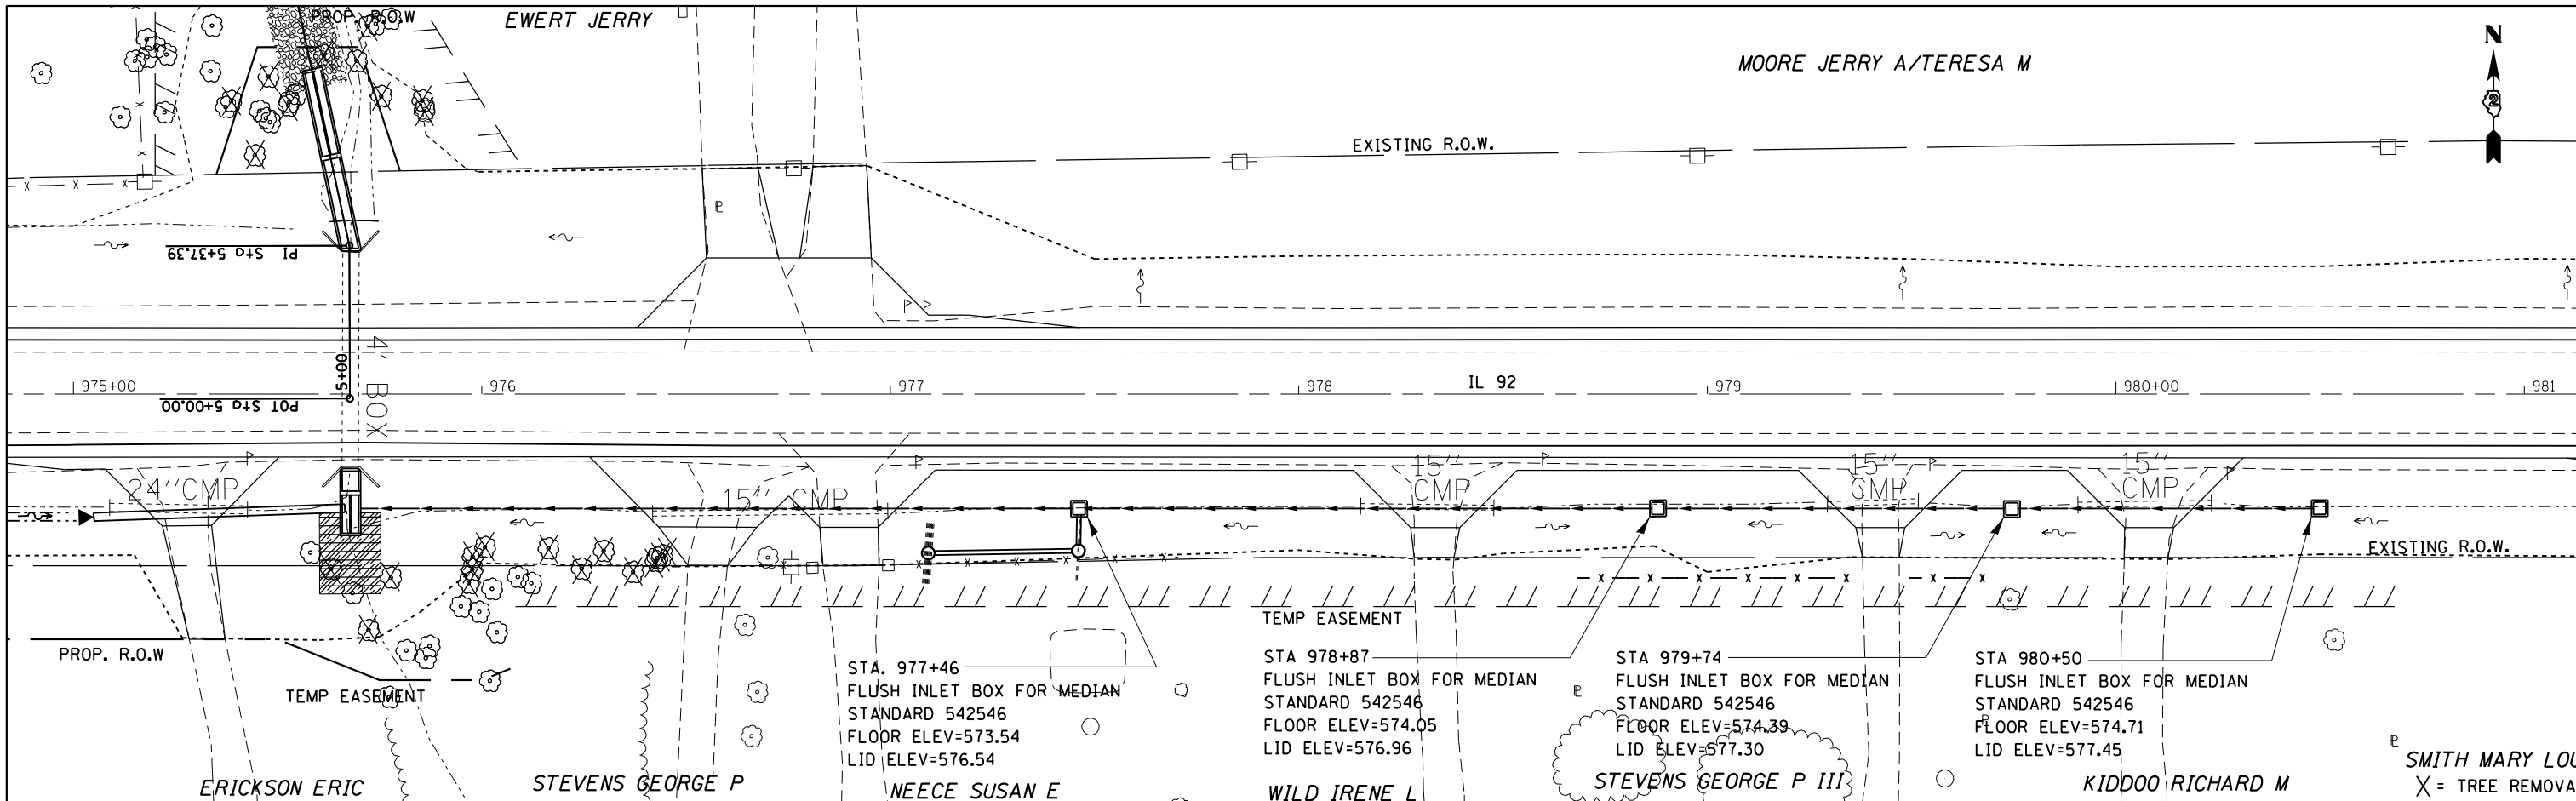 PROP. R.O.W
EWERT JERRY
MOORE JERRY A/TERESA M
N
2
EXISTING R.O.W.
PI Sta 5+37.39
975+00
5+00
4' BOX
976
977
978
IL 92
979
980+00
981
POT Sta 5+00.00
24''CMP
15'' CMP
15''
CMP
15''
CMP
15''
CMP
EXISTING R.O.W.
PROP. R.O.W
TEMP EASEMENT
TEMP EASEMENT
STA. 977+46
FLUSH INLET BOX FOR MEDIAN
STANDARD 542546
FLOOR ELEV=573.54
LID ELEV=576.54
STA 978+87
FLUSH INLET BOX FOR MEDIAN
STANDARD 542546
FLOOR ELEV=574.05
LID ELEV=576.96
STA 979+74
FLUSH INLET BOX FOR MEDIAN
STANDARD 542546
FLOOR ELEV=574.39
LID ELEV=577.30
STA 980+50
FLUSH INLET BOX FOR MEDIAN
STANDARD 542546
FLOOR ELEV=574.71
LID ELEV=577.45
ERICKSON ERIC
STEVENS GEORGE P
NEECE SUSAN E
WILD IRENE L
STEVENS GEORGE P III
KIDDOO RICHARD M
SMITH MARY LOU
X = TREE REMOVA